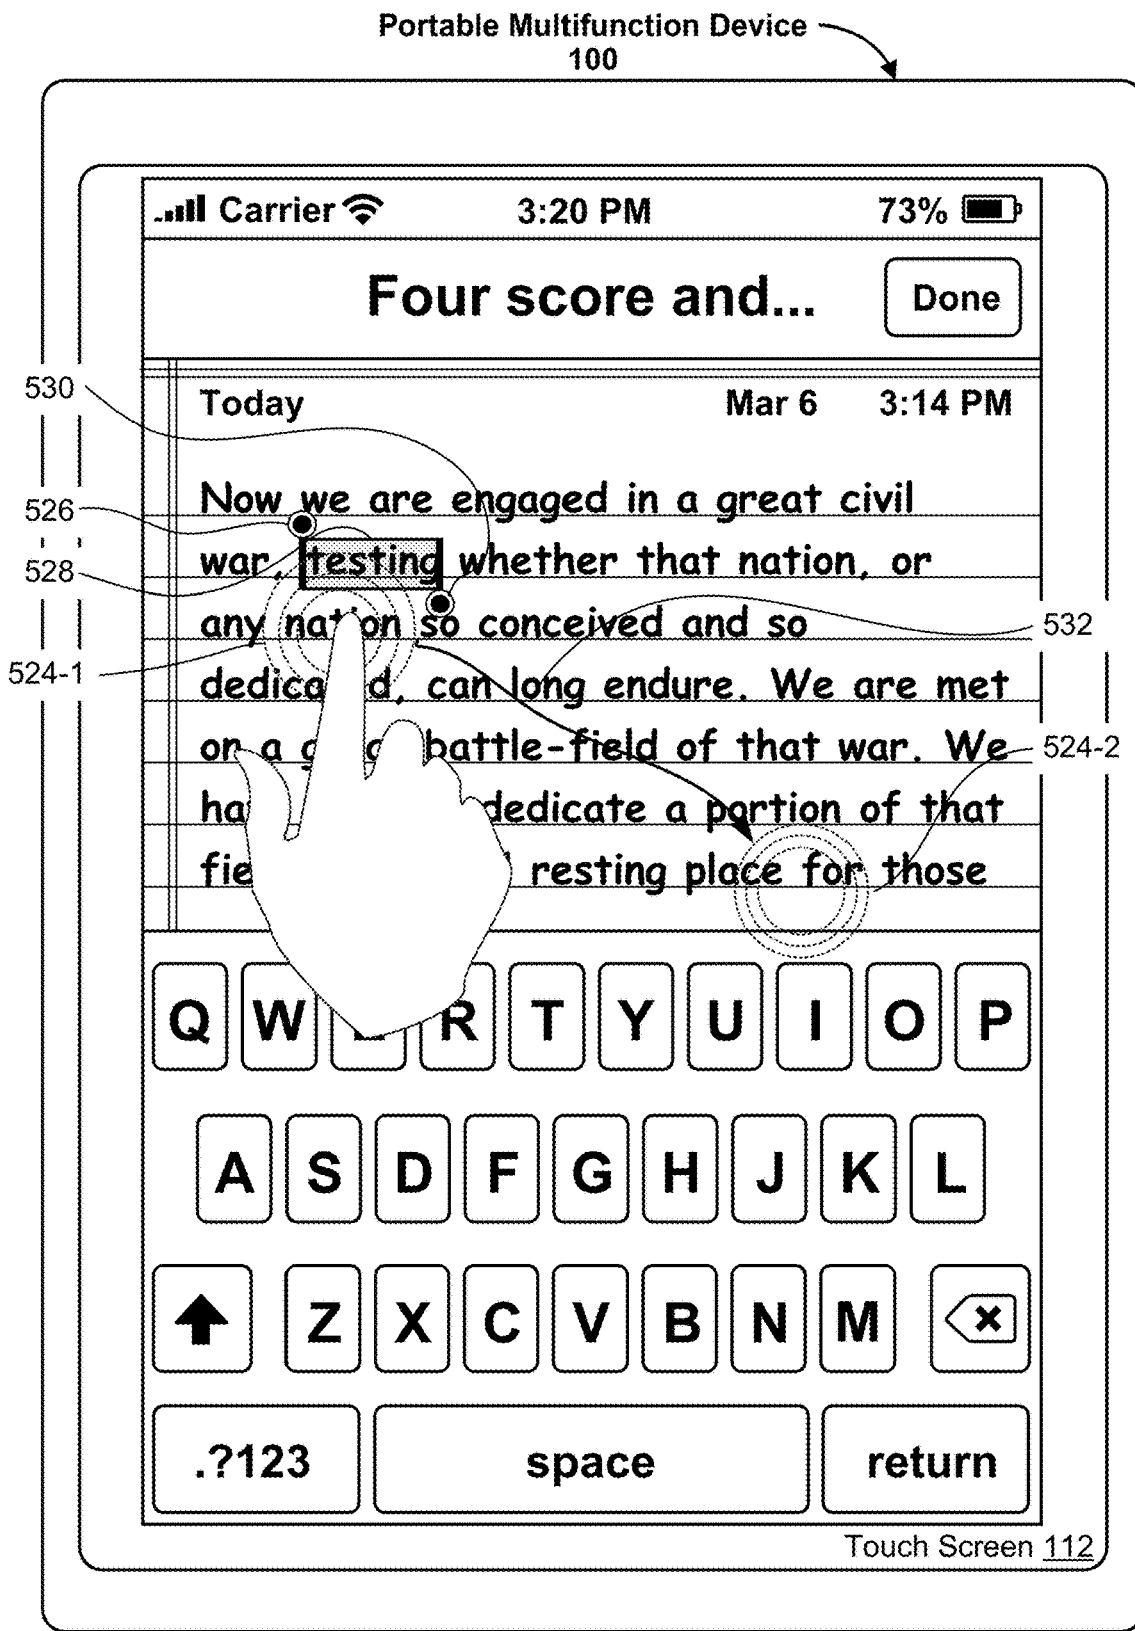 Portable Multifunction Device
100
Carrier 3:20 PM 73%
Four score and... Done
530
Today Mar 6 3:14 PM
Now we are engaged in a great civil
526
war, testing whether that nation, or
528
any nation so conceived and so
532
524-1
can long endure. We are met
on a battle-field of that war. We
524-2
dedicate a portion of that
resting place for those
Q W R T Y U I O P
A S D F G H J K L
Z X C V B N M
.?123 space return
Touch Screen 112